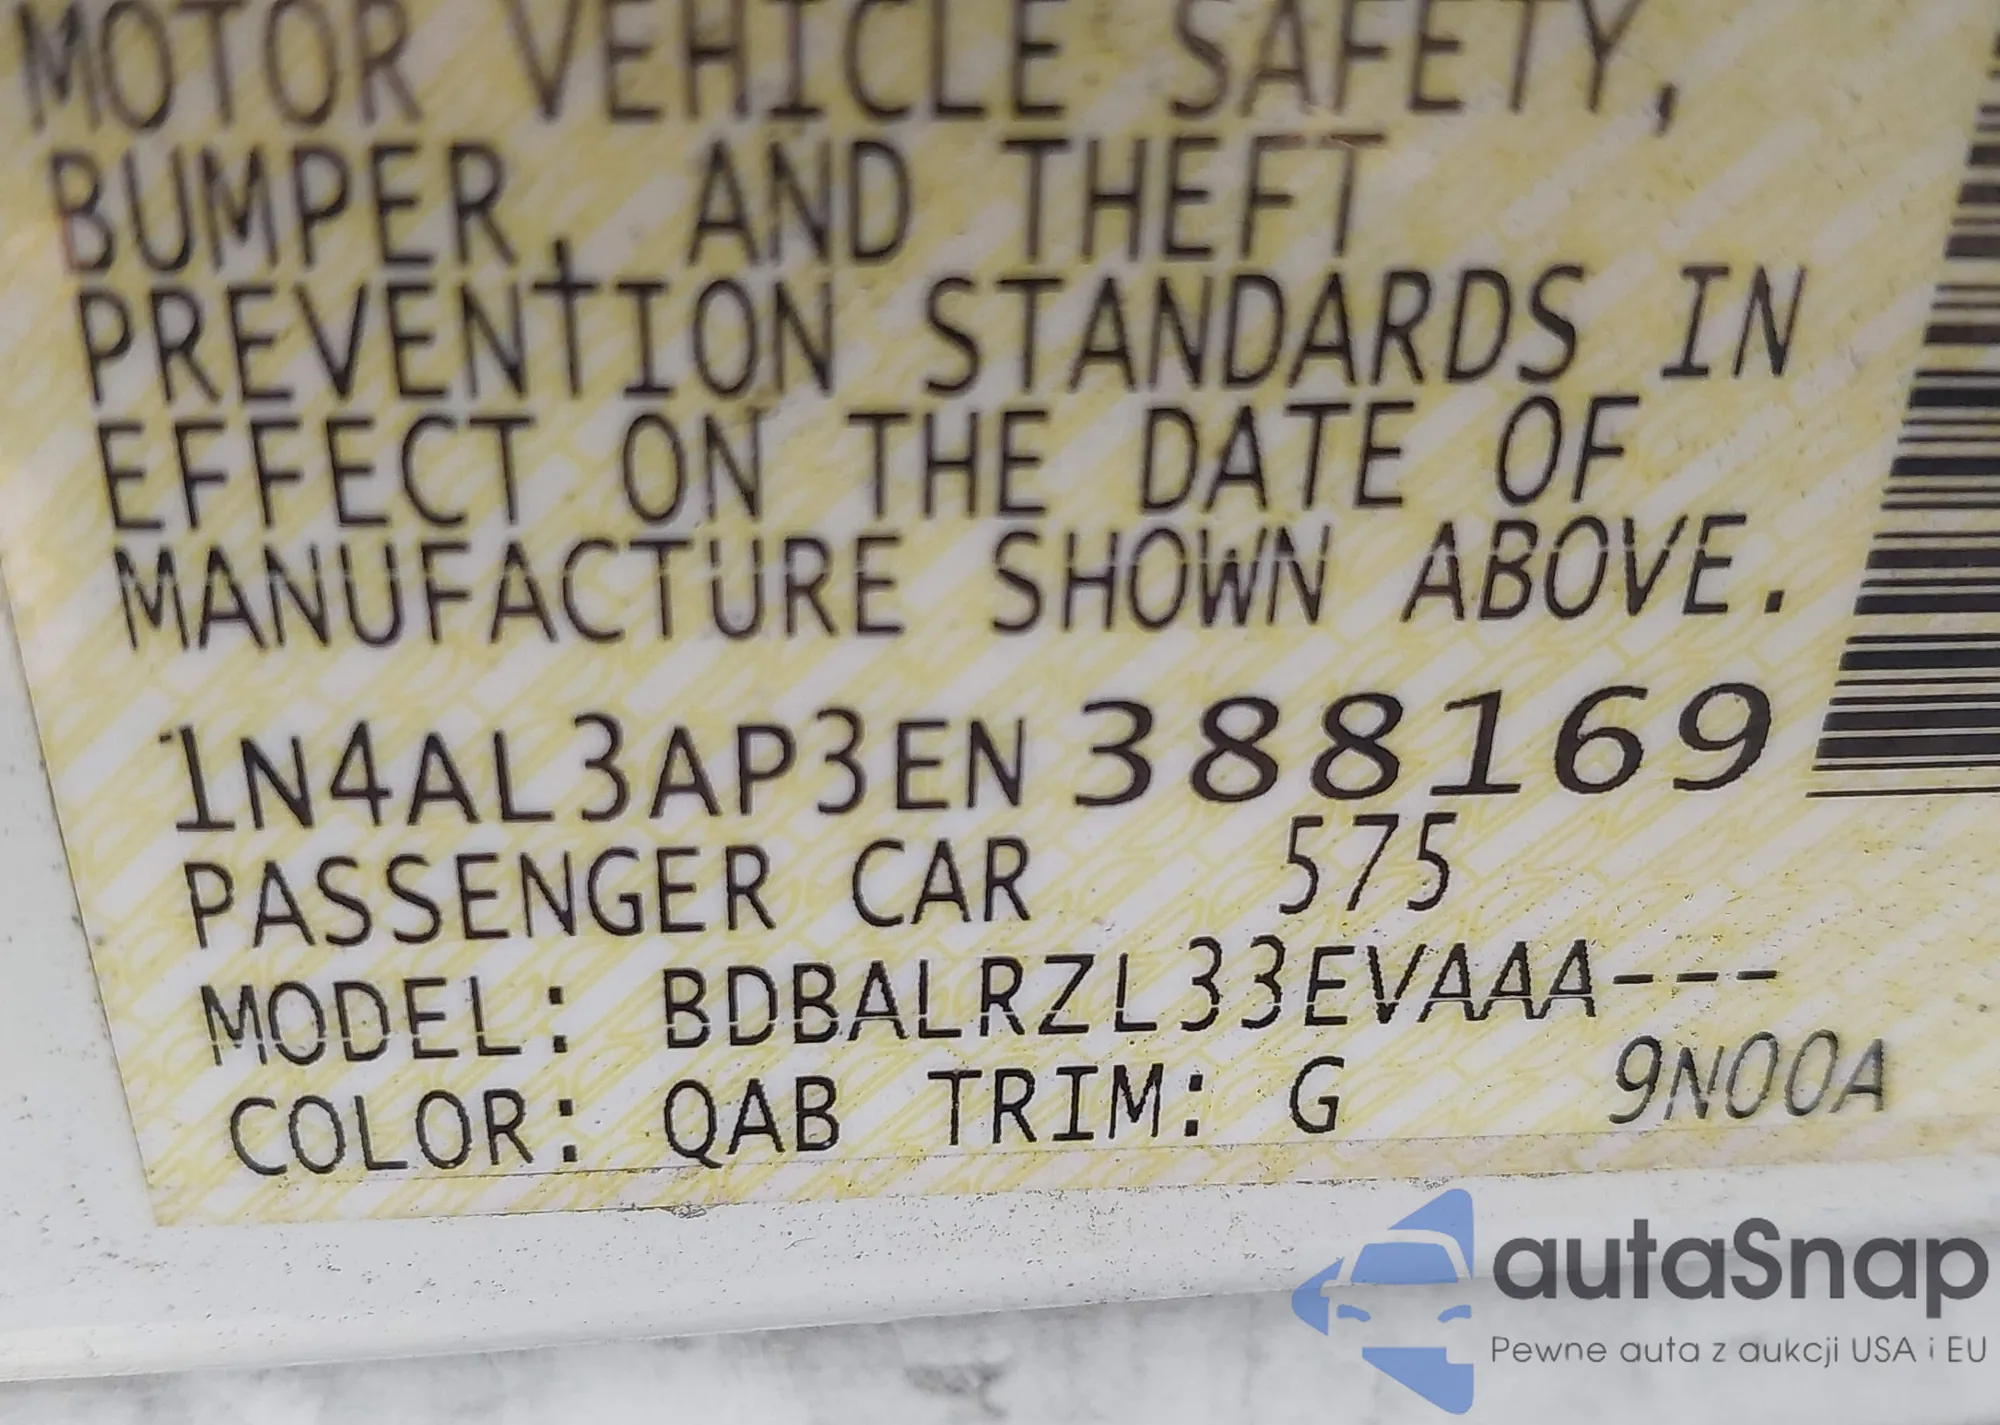 MOTOR VEHICLE SAFETY,
BUMPER, AND THEFT
PREVENTION STANDARDS IN
EFFECT ON THE DATE OF
MANUFACTURE SHOWN ABOVE.
1N4AL3AP3EN388169
PASSENGER CAR 575
MODEL: BDBALRZL33EVAAA---
COLOR: QAB TRIM: G 9N00A
autaSnap
Pewne auta z aukcji USA i EU